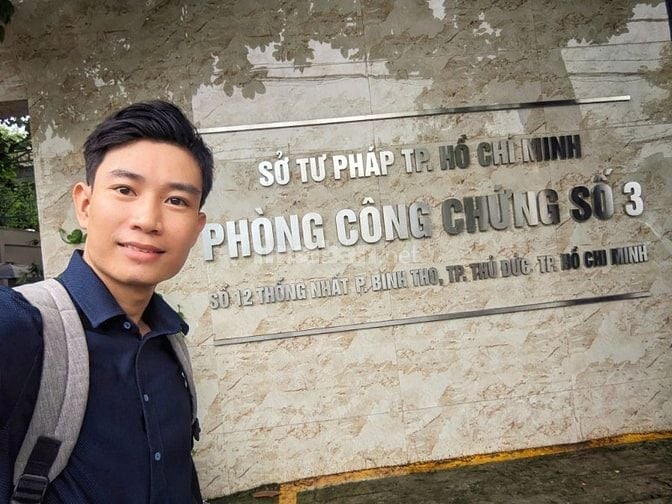 SỞ TƯ PHÁP TP. HỒ CHÍ MINH
PHÒNG CÔNG CHỨNG SỐ 3
SỐ 12 THỐNG NHẤT P. BÌNH THỌ, TP. THỦ ĐỨC, TP. HỒ CHÍ MINH